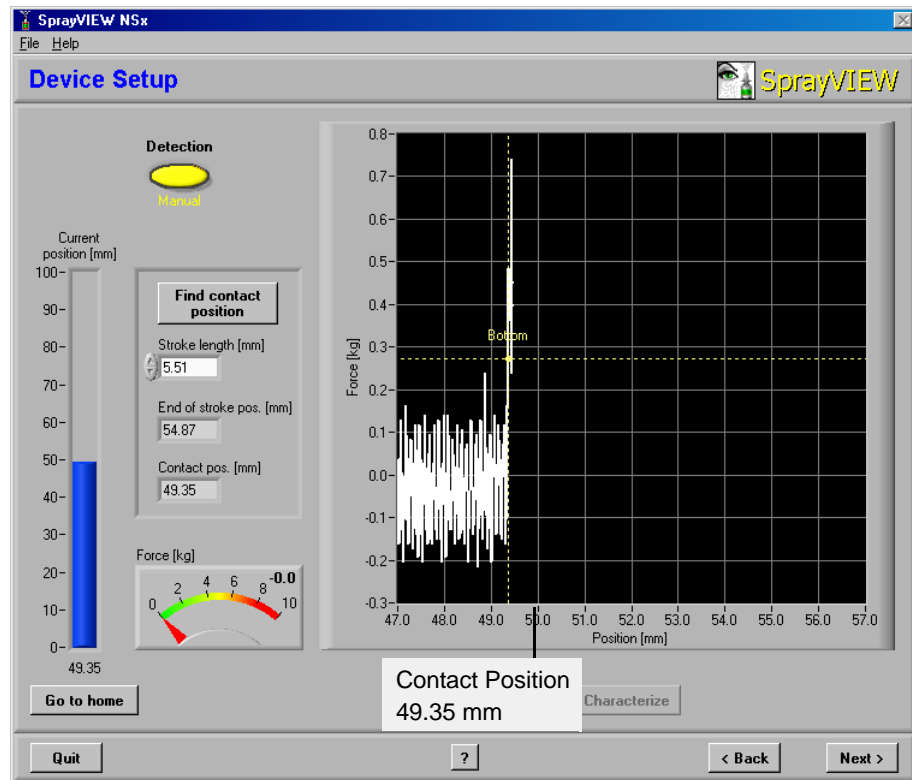 SprayVIEW NSx
File Help
Device Setup
SprayVIEW
Detection
Manual
Current
position [mm]
100
90
80
70
60
50
40
30
20
10
0
49.35
Find contact
position
Stroke length [mm]
5.51
End of stroke pos. [mm]
54.87
Contact pos. [mm]
49.35
Force [kg]
-0.0
0 2 4 6 8 10
Force [kg]
0.8
0.7
0.6
0.5
0.4
0.3
0.2
0.1
0.0
-0.1
-0.2
-0.3
Bottom
47.0 48.0 49.0 50.0 51.0 52.0 53.0 54.0 55.0 56.0 57.0
Position [mm]
Contact Position
49.35 mm
Go to home
Characterize
Quit
?
< Back
Next >